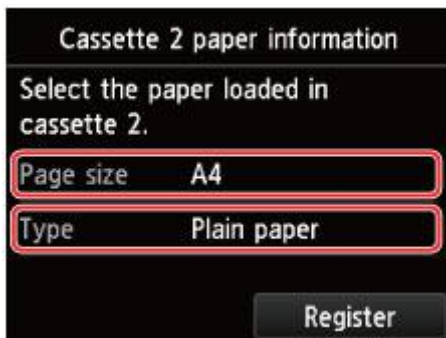 Cassette 2 paper information
Select the paper loaded in
cassette 2.
Page size A4
Type Plain paper
Register